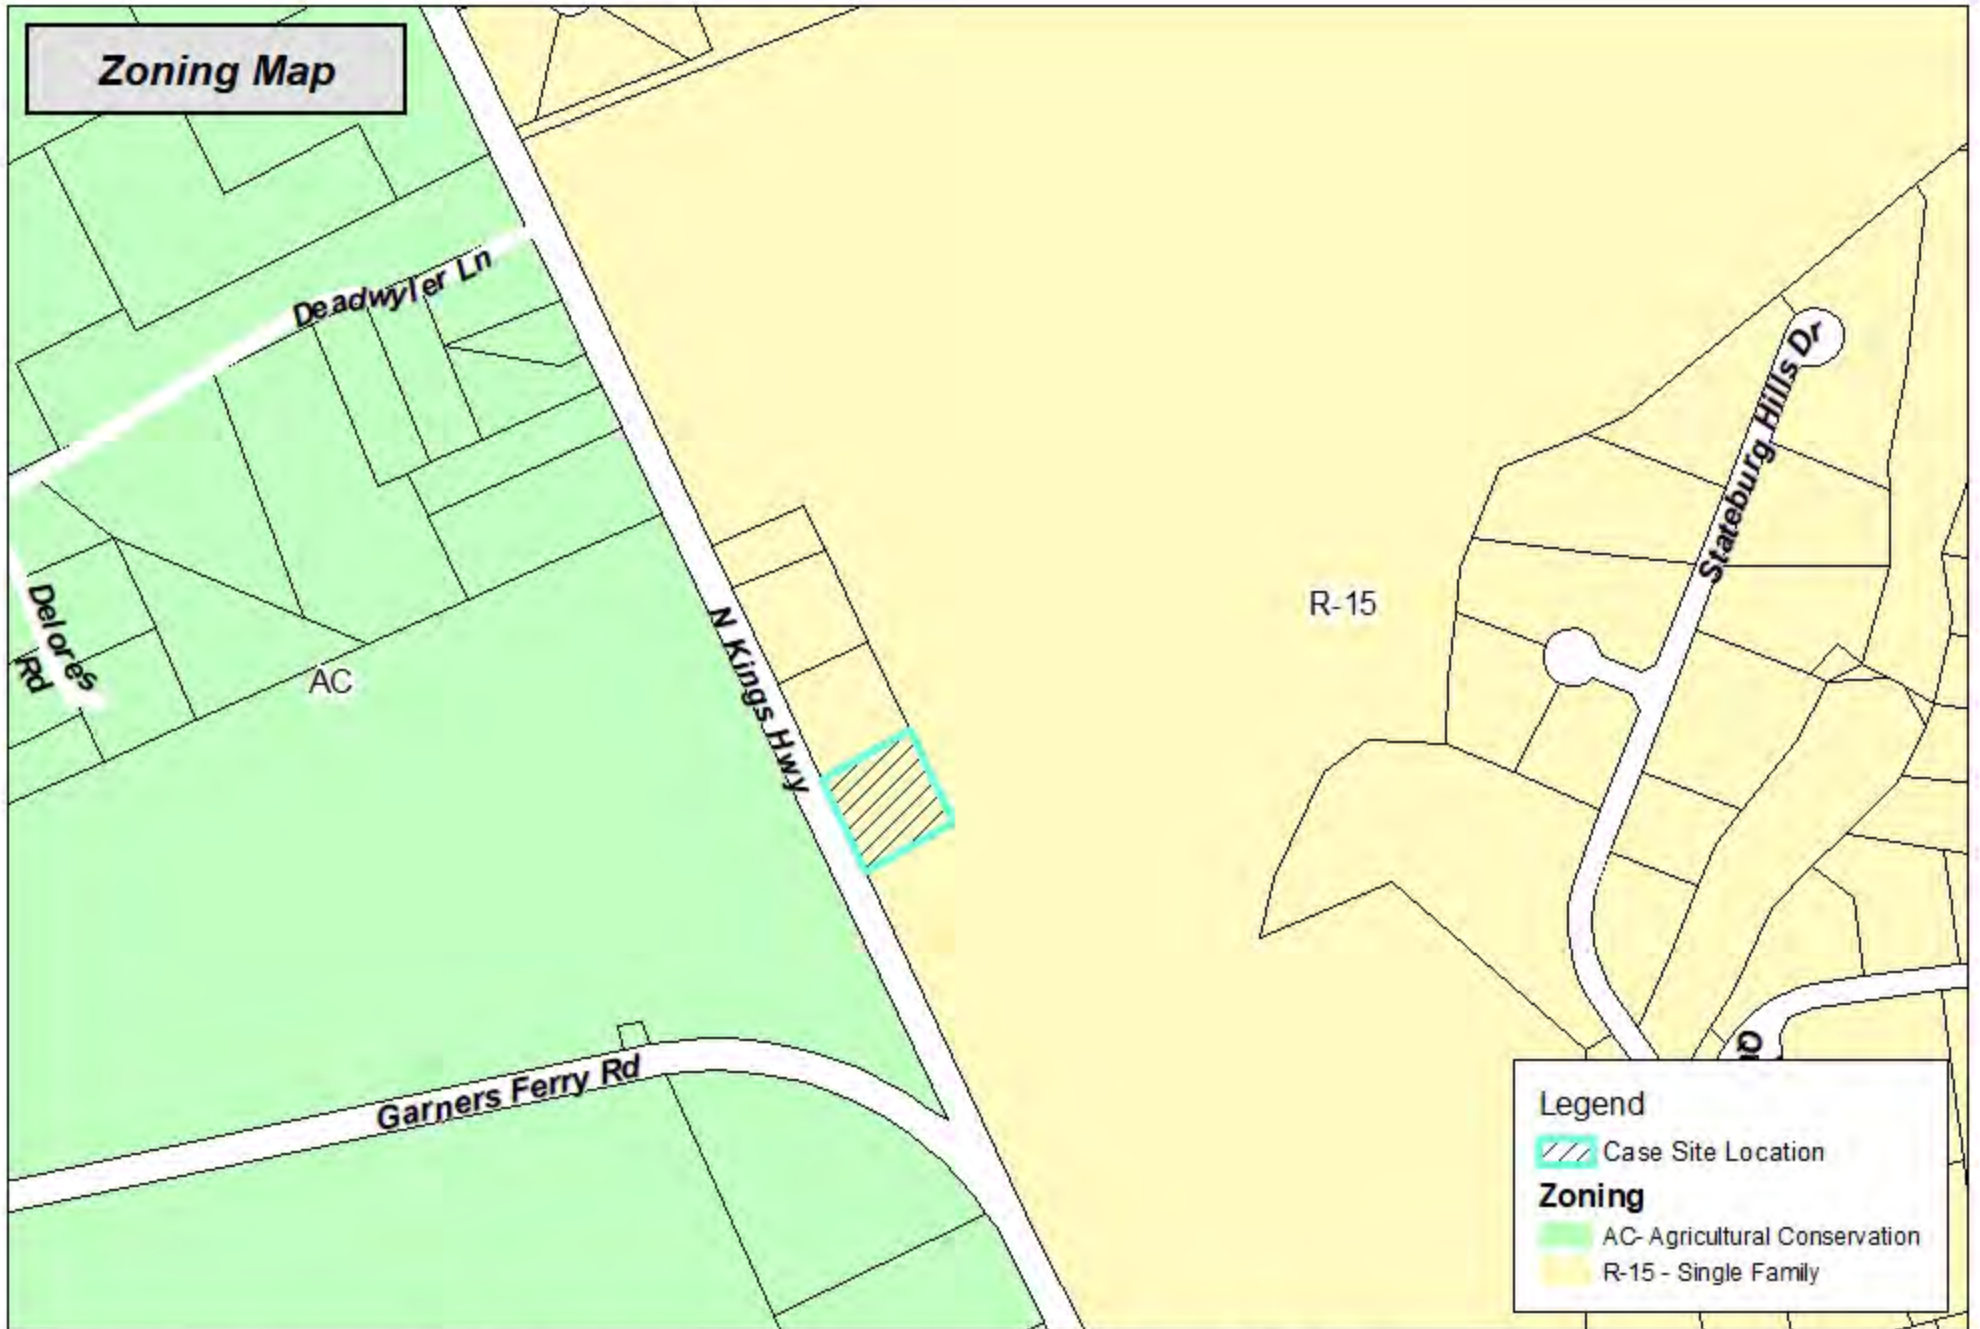 Zoning Map
Deadwyler Ln
Stateburg Hills Dr
Delores
Rd
AC
N Kings Hwy
R-15
Garners Ferry Rd
Legend
Case Site Location
Zoning
AC- Agricultural Conservation
R-15 - Single Family